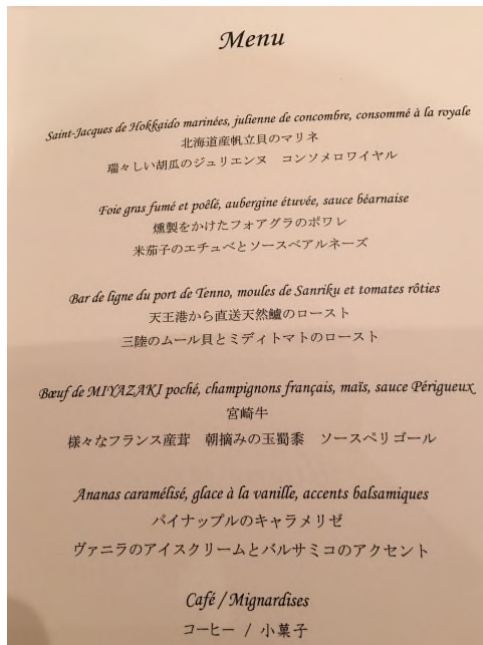 Menu
Saint-Jacques de Hokkaido marinées, julienne de concombre, consommé à la royale
北海道産帆立貝のマリネ
瑞々しい胡瓜のジュリエンヌ　コンソメロワイヤル
Foie gras fumé et poêlé, aubergine étuvée, sauce béarnaise
燻製をかけたフォアグラのポワレ
米茄子のエチュベとソースベアルネーズ
Bar de ligne du port de Tenno, moules de Sanriku et tomates rôties
天王港から直送天然鱸のロースト
三陸のムール貝とミディトマトのロースト
Bœuf de MIYAZAKI poché, champignons français, maïs, sauce Périgueux
宮崎牛
様々なフランス産茸　朝摘みの玉蜀黍　ソースペリゴール
Ananas caramélisé, glace à la vanille, accents balsamiques
パイナップルのキャラメリゼ
ヴァニラのアイスクリームとバルサミコのアクセント
Café / Mignardises
コーヒー / 小菓子